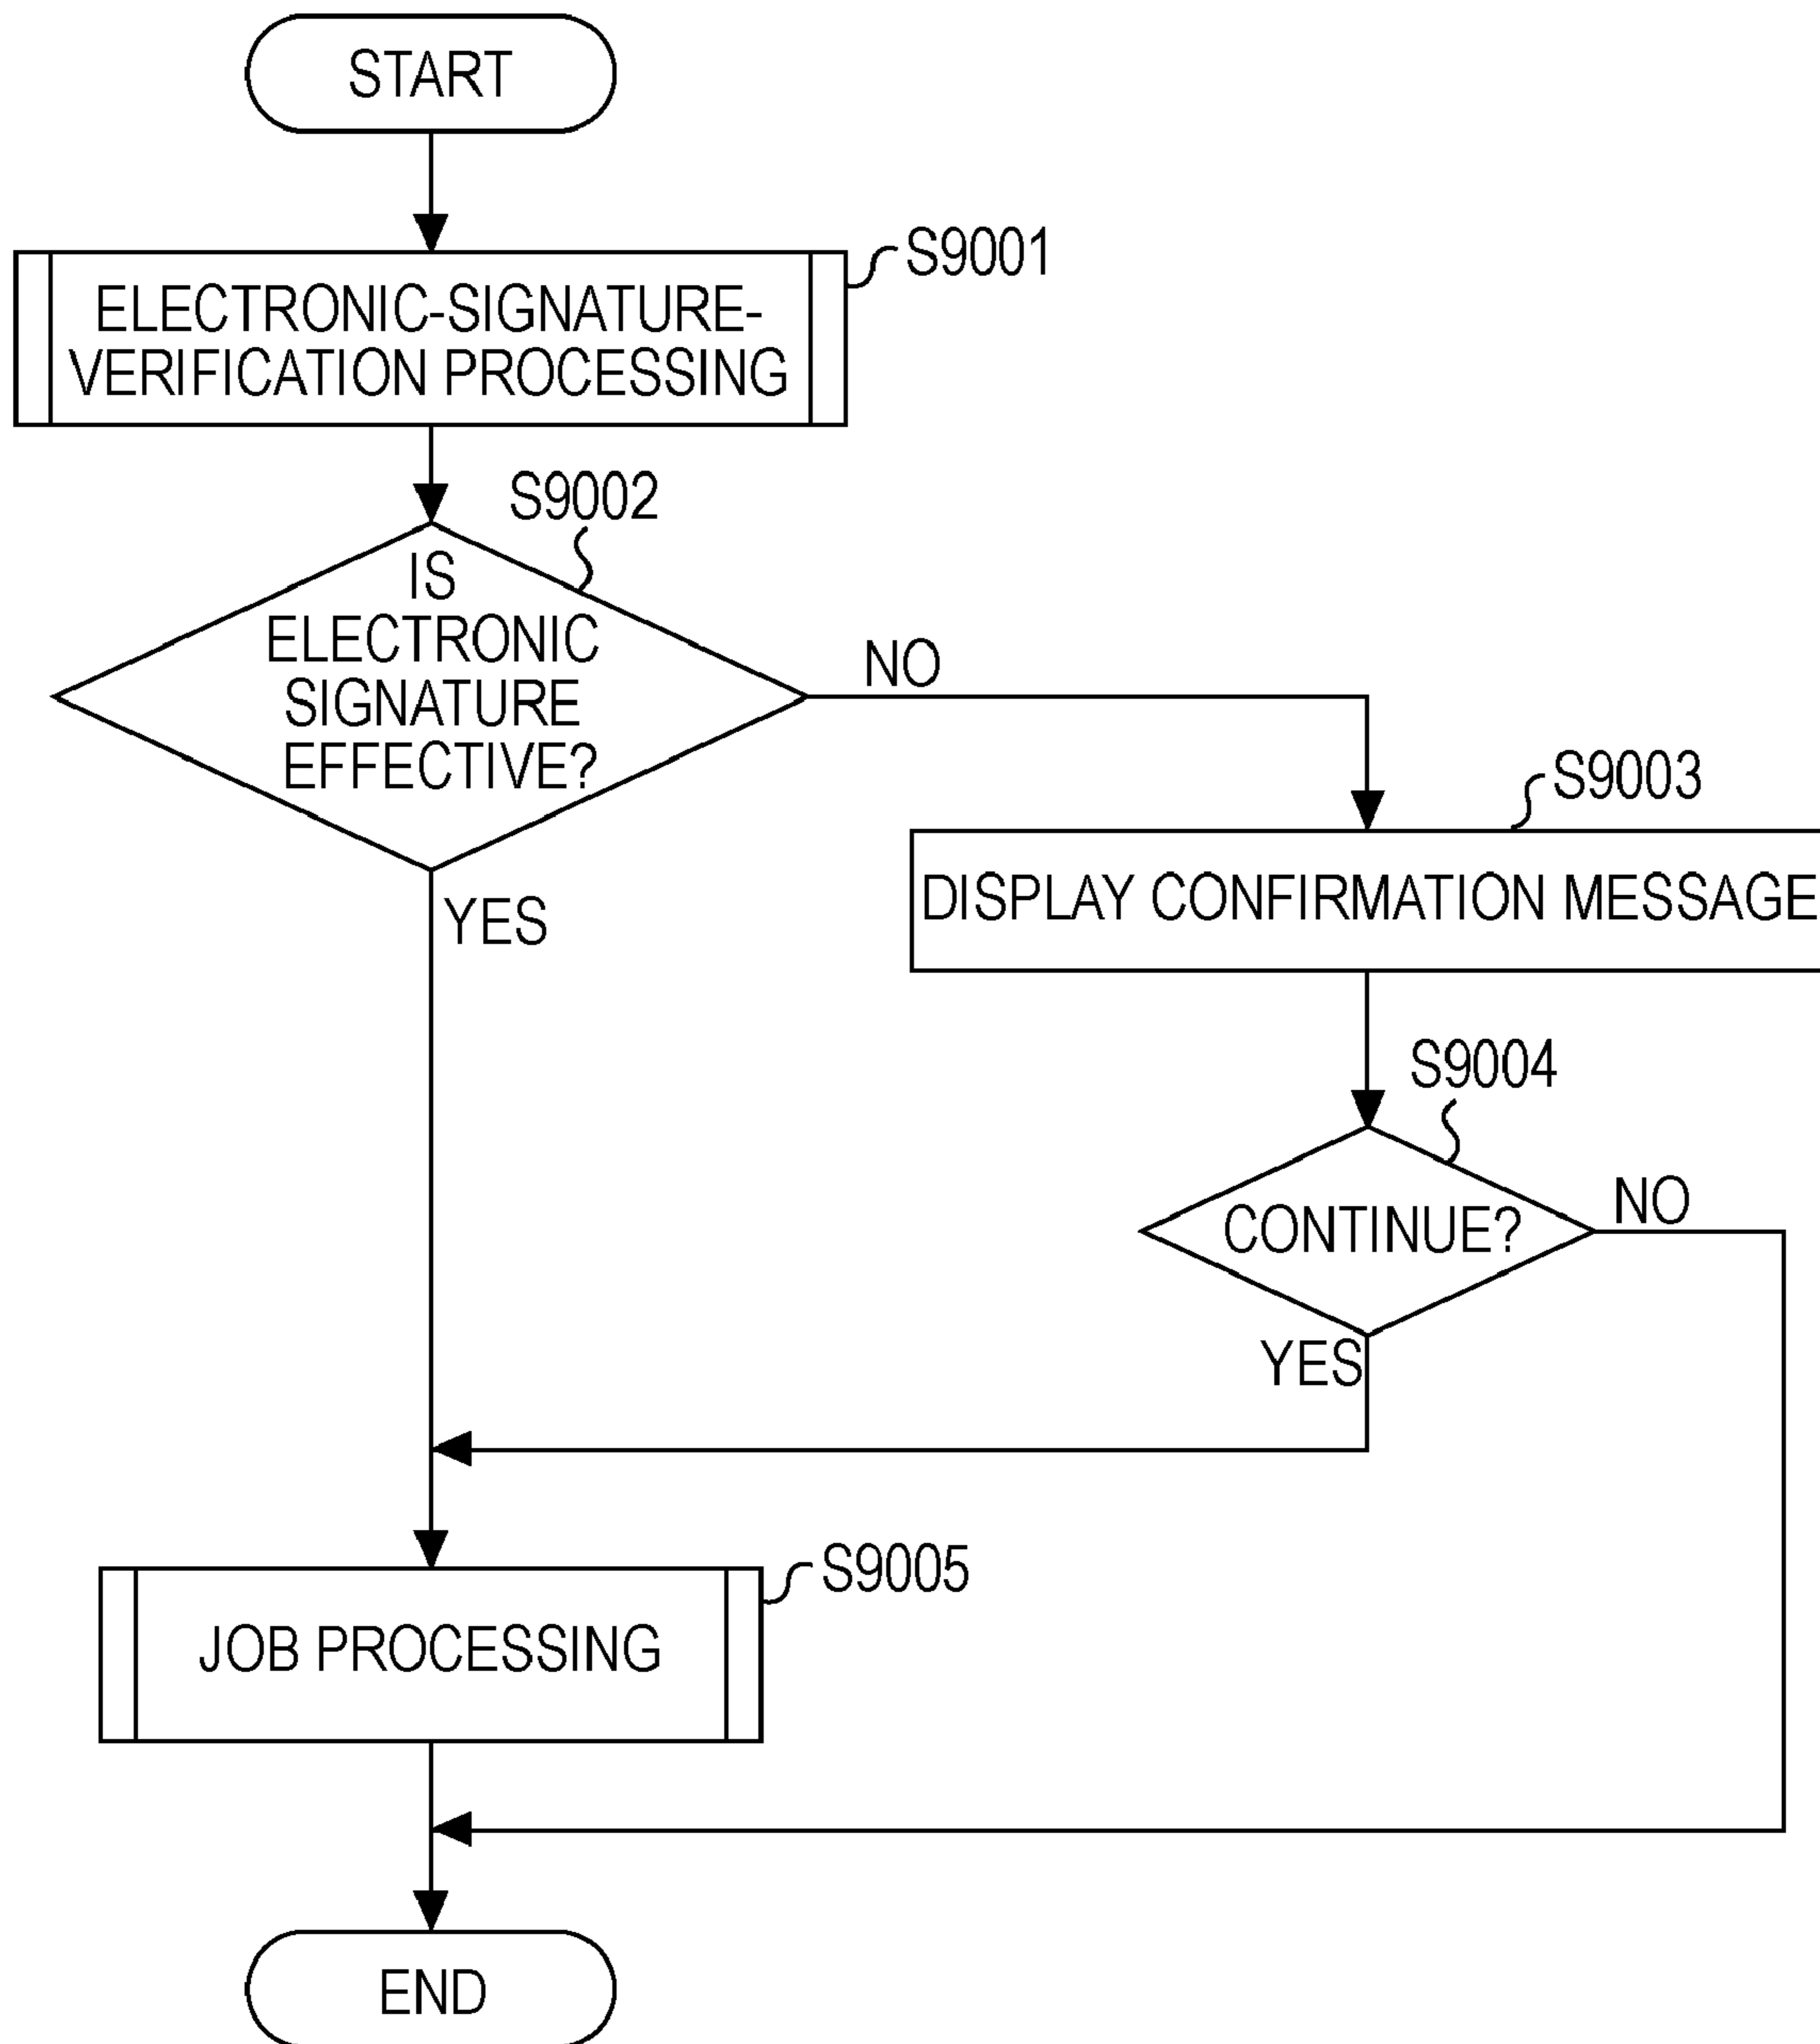 START
S9001
ELECTRONIC-SIGNATURE-
VERIFICATION PROCESSING
S9002
IS
ELECTRONIC
SIGNATURE
EFFECTIVE?
NO
YES
S9003
DISPLAY CONFIRMATION MESSAGE
S9004
CONTINUE?
NO
YES
S9005
JOB PROCESSING
END